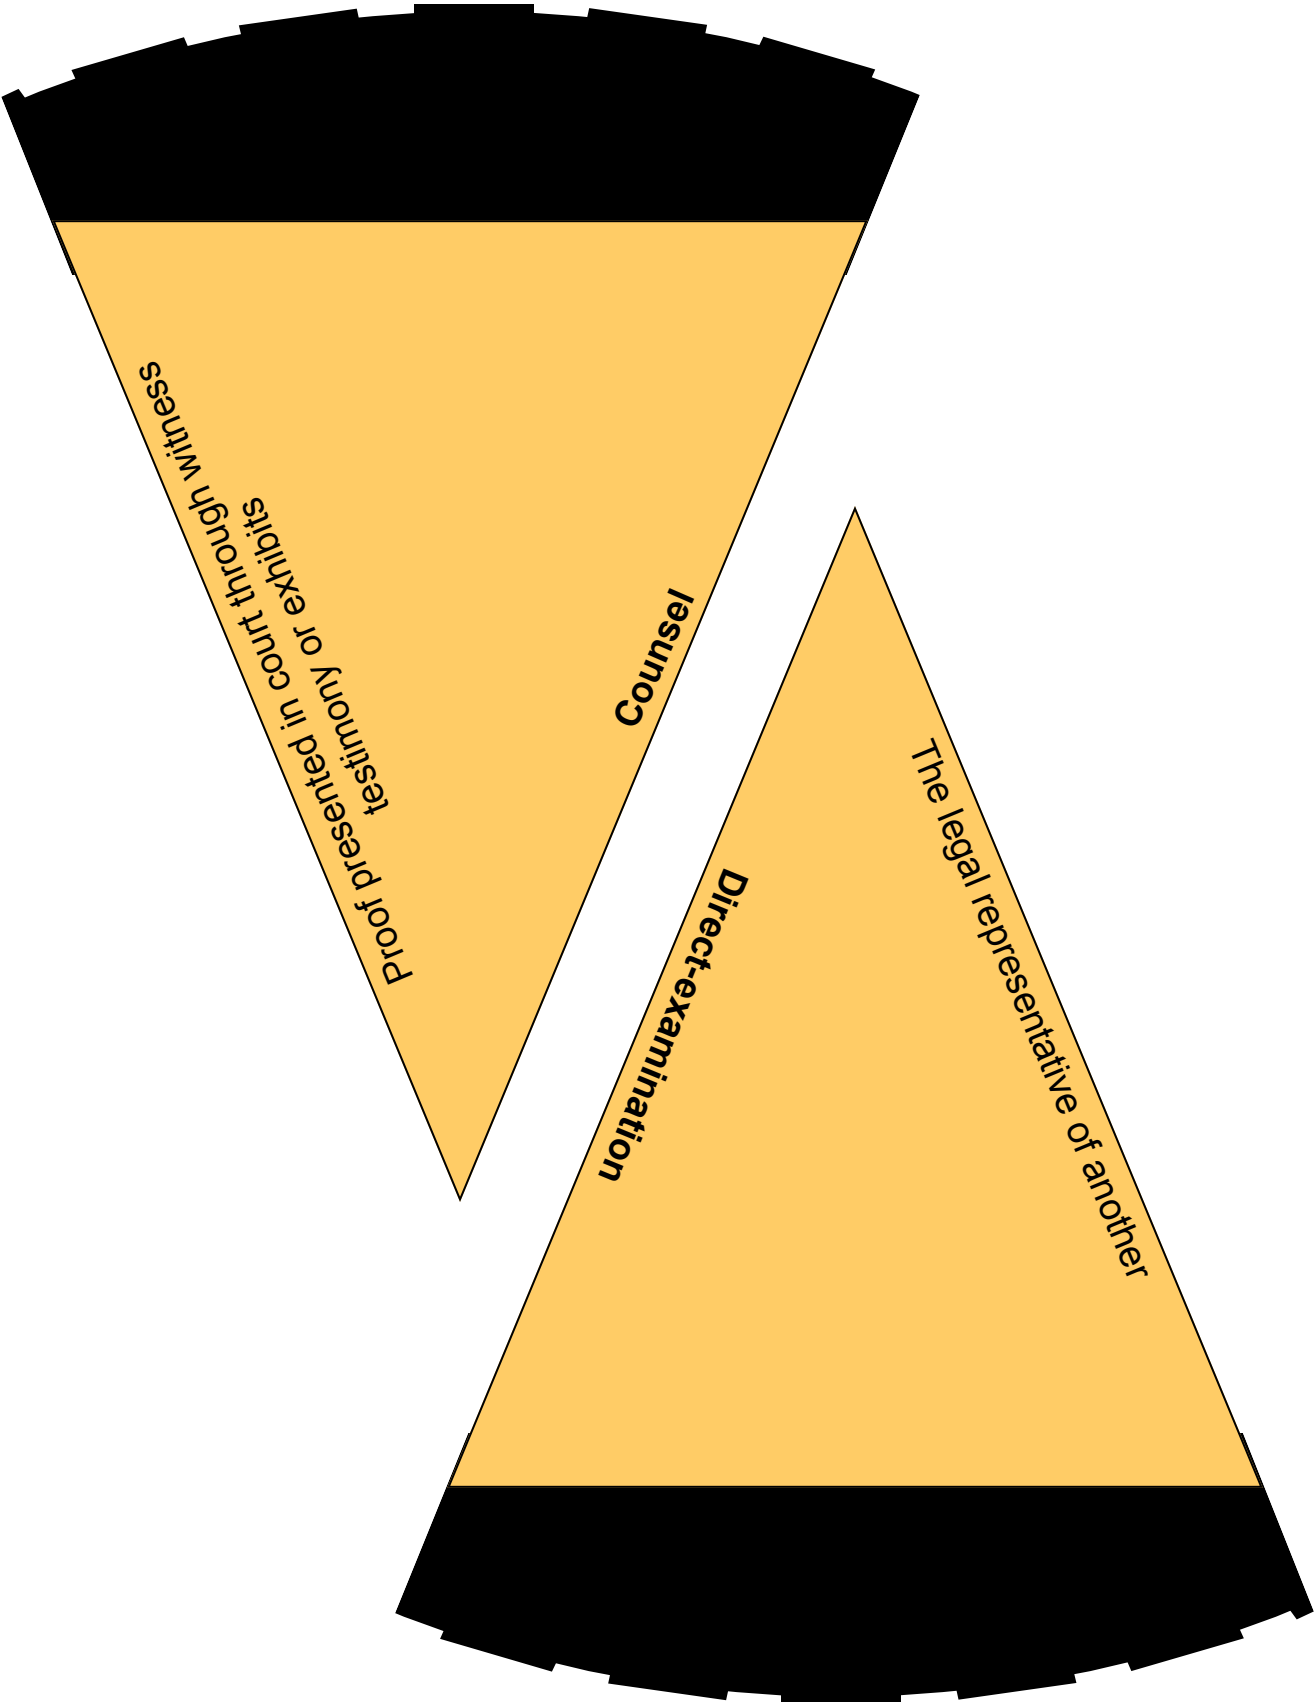 Proof presented in court through witness
testimony or exhibits
Counsel
Direct-examination
The legal representative of another